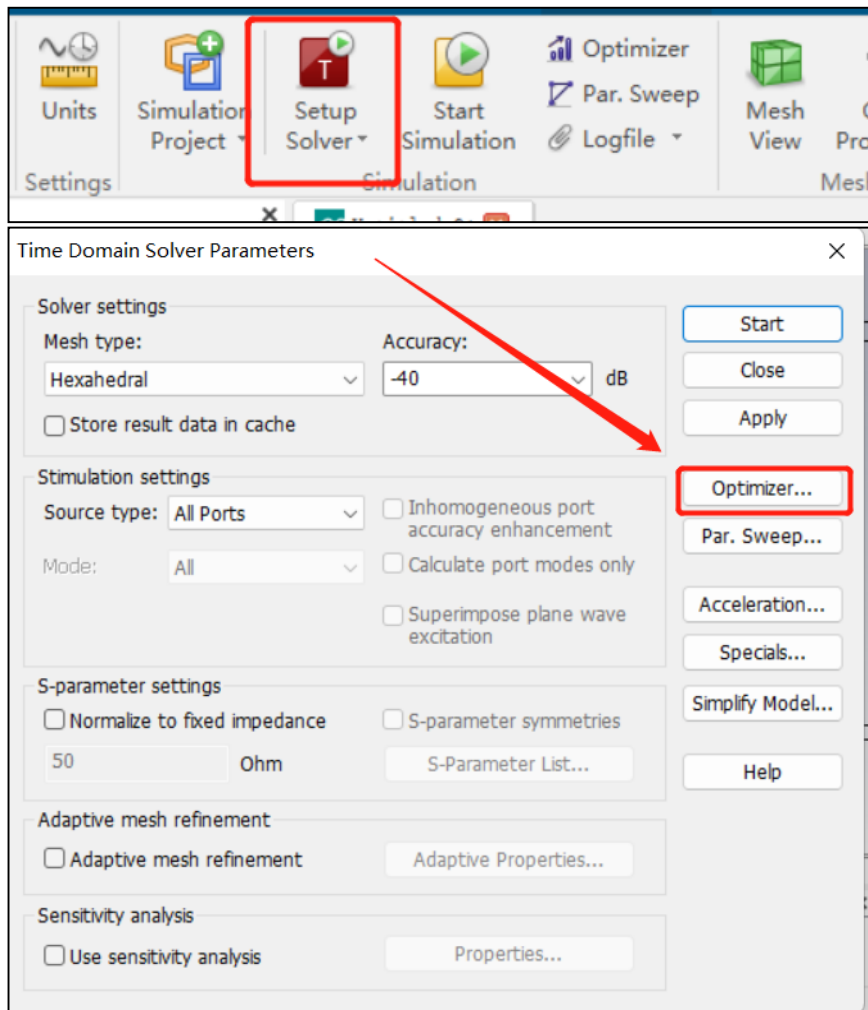 Units
Simulation
Project
Setup
Solver
Start
Simulation
Optimizer
Par. Sweep
Logfile
Mesh
View
Settings
Simulation
Time Domain Solver Parameters
Solver settings
Mesh type:
Accuracy:
Hexahedral
-40
dB
Store result data in cache
Stimulation settings
Source type:
All Ports
Inhomogeneous port
accuracy enhancement
Mode:
All
Calculate port modes only
Superimpose plane wave
excitation
S-parameter settings
Normalize to fixed impedance
S-parameter symmetries
50
Ohm
S-Parameter List...
Adaptive mesh refinement
Adaptive mesh refinement
Adaptive Properties...
Sensitivity analysis
Use sensitivity analysis
Properties...
Start
Close
Apply
Optimizer...
Par. Sweep...
Acceleration...
Specials...
Simplify Model...
Help